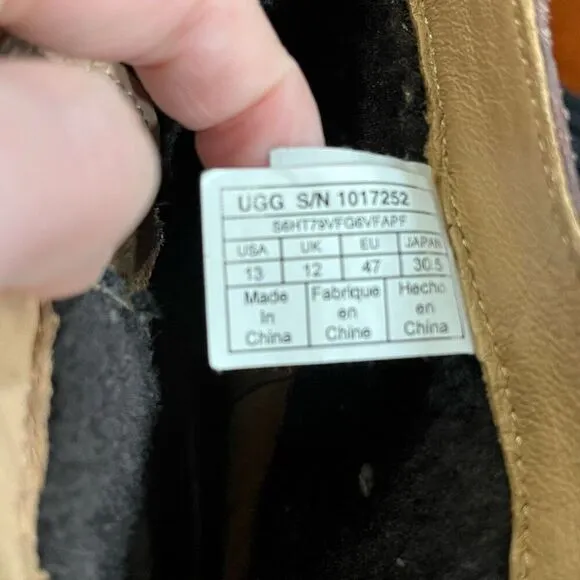 UGG S/N 1017252
S6HT79VFG6VFAPF
USA UK EU JAPAN
13 12 47 30.5
Made Fabrique Hecho
In en en
China Chine China